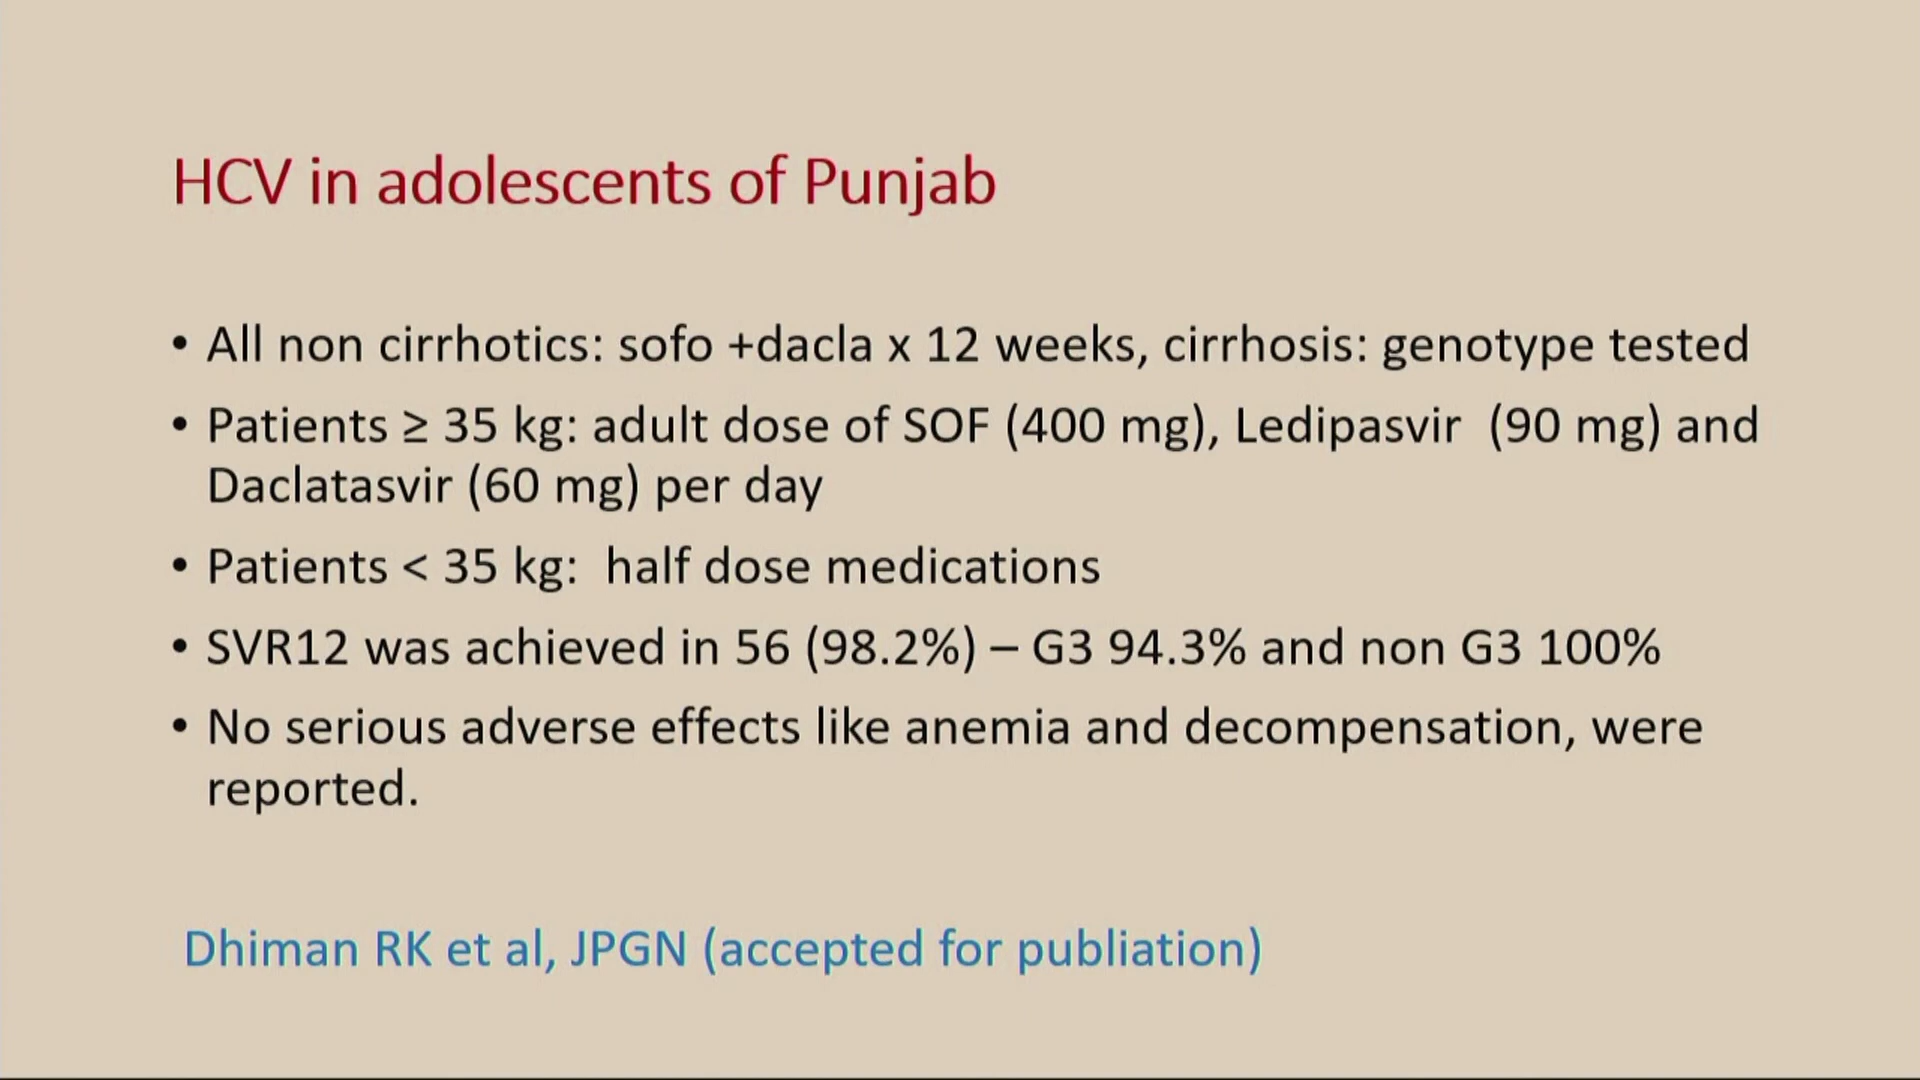 HCV in adolescents of Punjab
• All non cirrhotics: sofo +dacla x 12 weeks, cirrhosis: genotype tested
• Patients ≥ 35 kg: adult dose of SOF (400 mg), Ledipasvir  (90 mg) and
Daclatasvir (60 mg) per day
• Patients < 35 kg:  half dose medications
• SVR12 was achieved in 56 (98.2%) – G3 94.3% and non G3 100%
• No serious adverse effects like anemia and decompensation, were
reported.
Dhiman RK et al, JPGN (accepted for publiation)